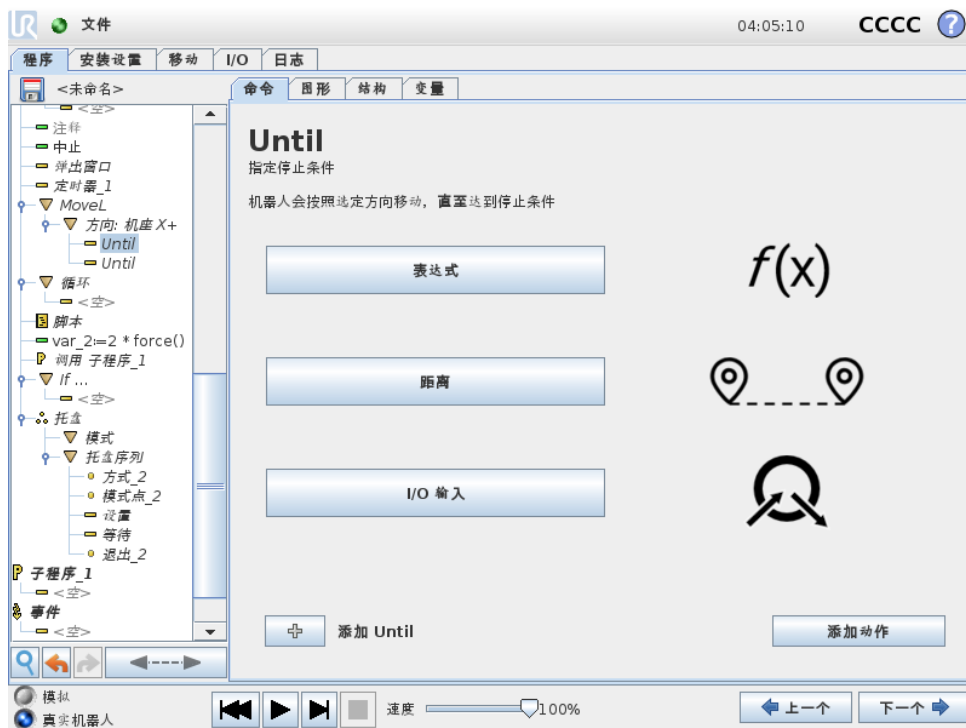 UR 文件 04:05:10 CCCC ?
程序 安装设置 移动 I/O 日志
<未命名> 命令 图形 结构 变量
<空>
注释
中止
弹出窗口
定时器_1
MoveL
方向: 机座 X+
Until
Until
循环
<空>
脚本
var_2≔2 * force()
调用 子程序_1
If ...
<空>
托盘
模式
托盘序列
方式_2
模式点_2
设置
等待
退出_2
子程序_1
<空>
事件
<空>
Until
指定停止条件
机器人会按照选定方向移动，直至达到停止条件
表达式 f(x)
距离
I/O 输入
添加 Until 添加动作
模拟
真实机器人
速度 100% 上一个 下一个